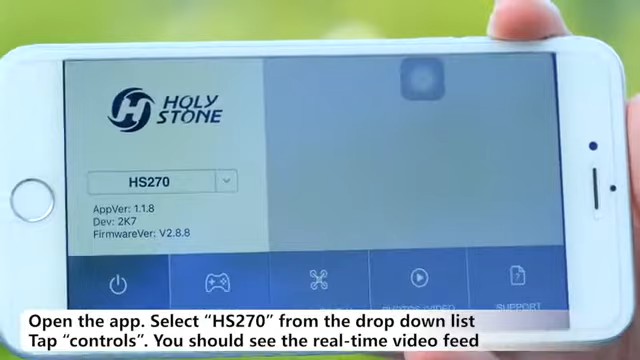 HOLY
STONE
HS270
AppVer: 1.1.8
Dev: 2K7
FirmwareVer: V2.8.8
SUPPORT
Open the app. Select “HS270” from the drop down list
Tap “controls”. You should see the real-time video feed